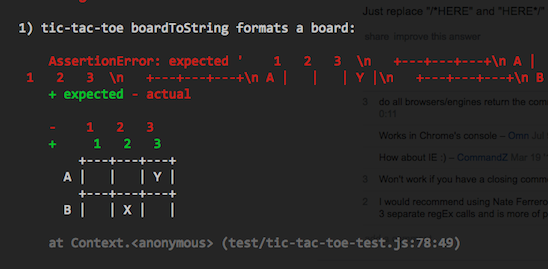 1) tic-tac-toe boardToString formats a board:
AssertionError: expected '    1   2   3  \n   +---+---+---+\n A |
1   2   3  \n   +---+---+---+\n A |   |   | Y |\n   +---+---+---+\n B
+ expected - actual
-    1   2   3
+     1   2   3
+---+---+---+
A |   |   | Y |
+---+---+---+
B |   | X |   |
at Context.<anonymous> (test/tic-tac-toe-test.js:78:49)
Just replace "/*HERE" and "HERE*/"
share improve this answer
3 do all browsers/engines return the com
0:11
Works in Chrome's console – Omn Jul
How about IE :) – CommandZ Mar 18 '1
3 Won't work if you have a closing comme
2 I would recommend using Nate Ferrero
3 separate regEx calls and is more of p